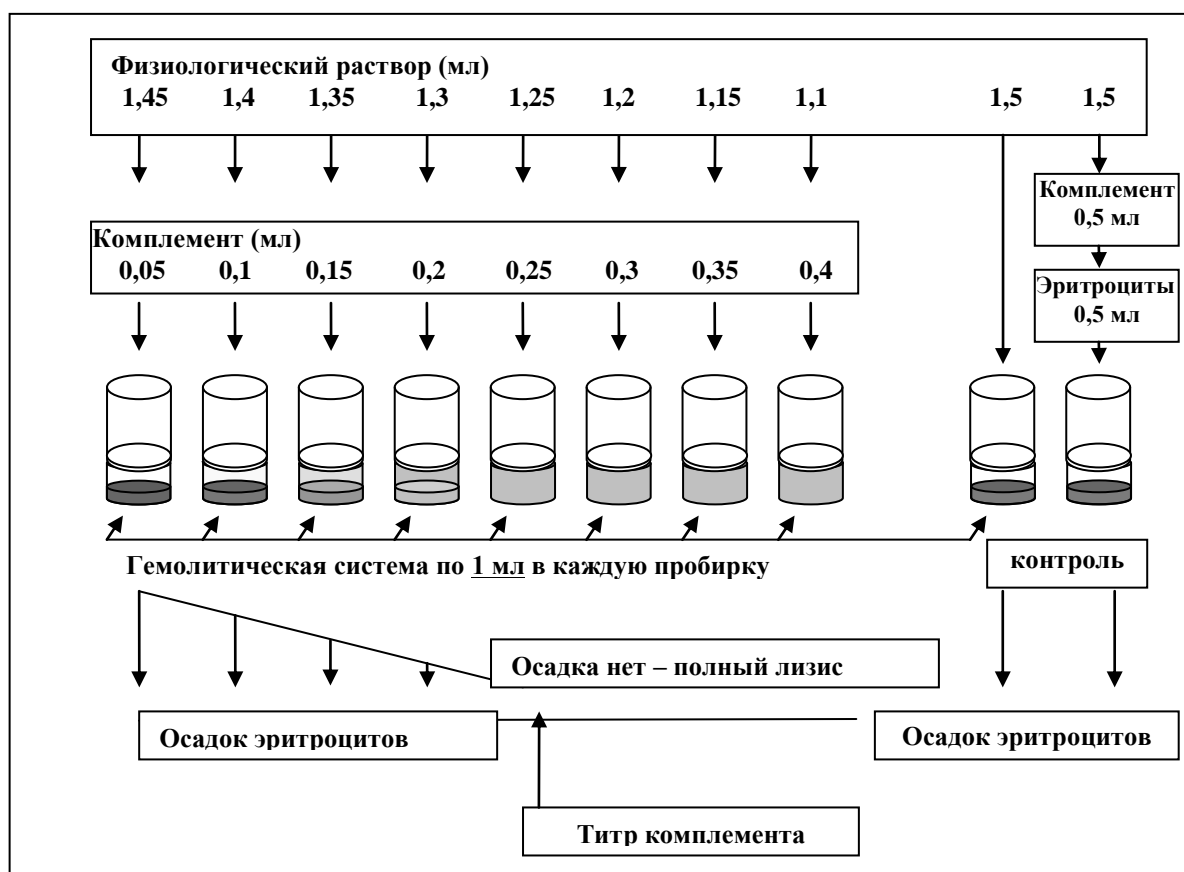 Физиологический раствор (мл)
1,45 1,4 1,35 1,3 1,25 1,2 1,15 1,1 1,5 1,5
Комплемент
0,5 мл
Комплемент (мл)
0,05 0,1 0,15 0,2 0,25 0,3 0,35 0,4
Эритроциты
0,5 мл
Гемолитическая система по 1 мл в каждую пробирку
контроль
Осадка нет – полный лизис
Осадок эритроцитов
Осадок эритроцитов
Титр комплемента